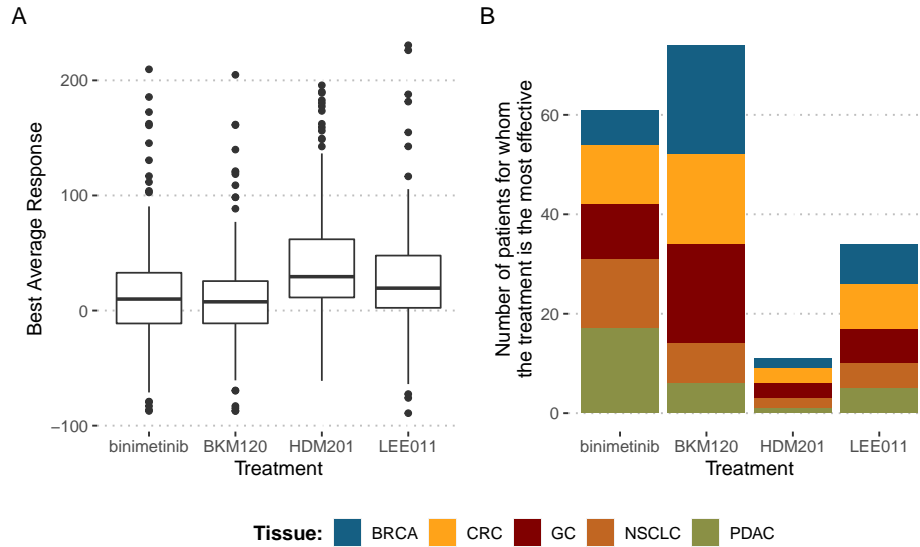 A
Best Average Response
200
100
0
−100
binimetinib BKM120 HDM201 LEE011
Treatment
B
Number of patients for whom
the treatment is the most effective
60
40
20
0
binimetinib BKM120 HDM201 LEE011
Treatment
Tissue: BRCA CRC GC NSCLC PDAC